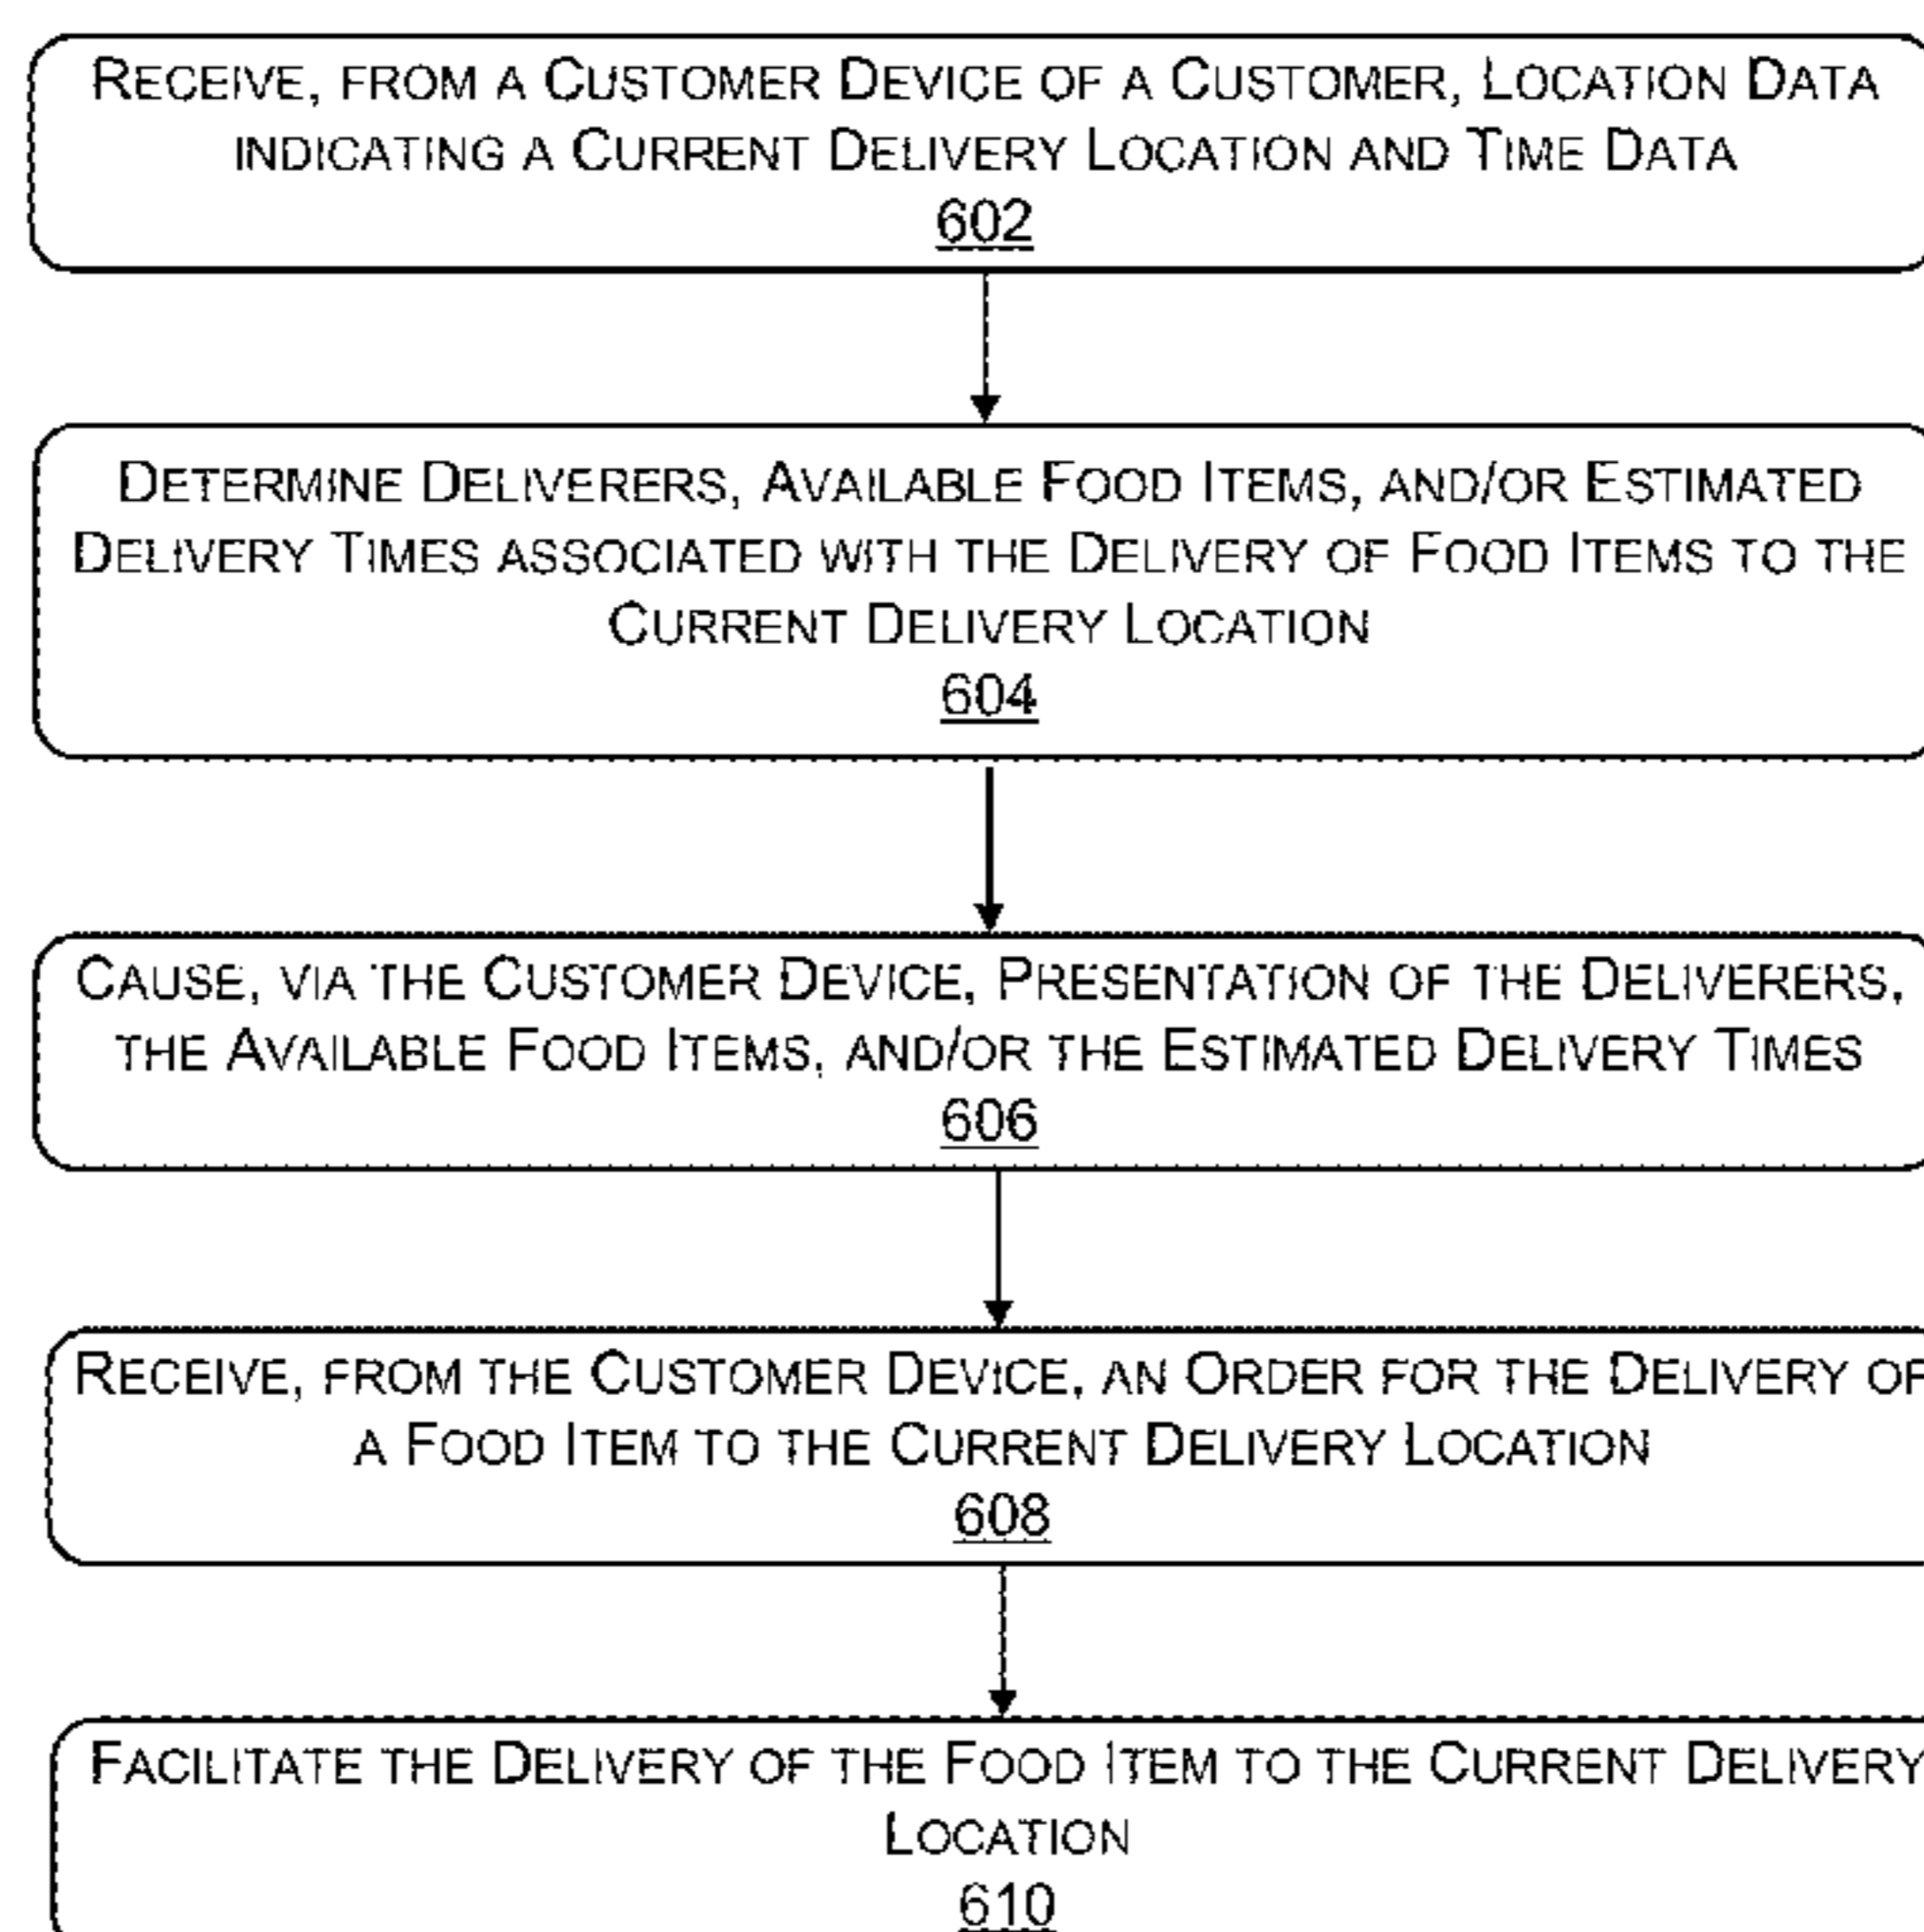 RECEIVE, FROM A CUSTOMER DEVICE OF A CUSTOMER, LOCATION DATA
INDICATING A CURRENT DELIVERY LOCATION AND TIME DATA
602
DETERMINE DELIVERERS, AVAILABLE FOOD ITEMS, AND/OR ESTIMATED
DELIVERY TIMES ASSOCIATED WITH THE DELIVERY OF FOOD ITEMS TO THE
CURRENT DELIVERY LOCATION
604
CAUSE, VIA THE CUSTOMER DEVICE, PRESENTATION OF THE DELIVERERS,
THE AVAILABLE FOOD ITEMS, AND/OR THE ESTIMATED DELIVERY TIMES
606
RECEIVE, FROM THE CUSTOMER DEVICE, AN ORDER FOR THE DELIVERY OF
A FOOD ITEM TO THE CURRENT DELIVERY LOCATION
608
FACILITATE THE DELIVERY OF THE FOOD ITEM TO THE CURRENT DELIVERY
LOCATION
610